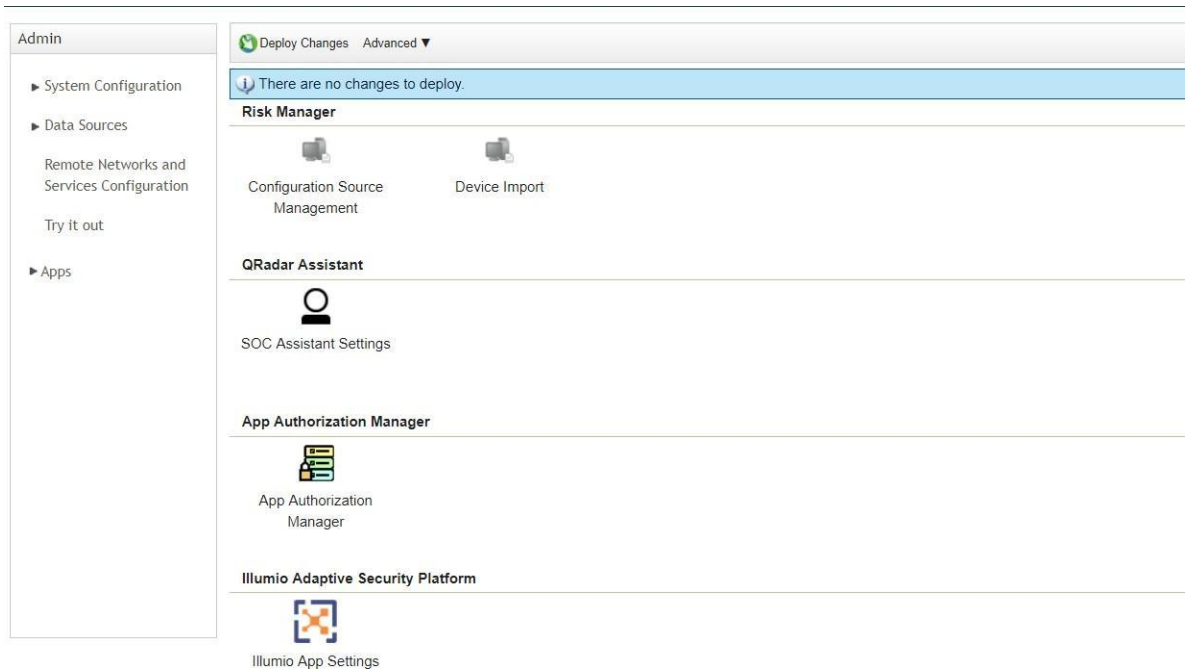 Admin
System Configuration
Data Sources
Remote Networks and
Services Configuration
Try it out
Apps
Deploy Changes Advanced ▼
There are no changes to deploy.
Risk Manager
Configuration Source
Management
Device Import
QRadar Assistant
SOC Assistant Settings
App Authorization Manager
App Authorization
Manager
Illumio Adaptive Security Platform
Illumio App Settings